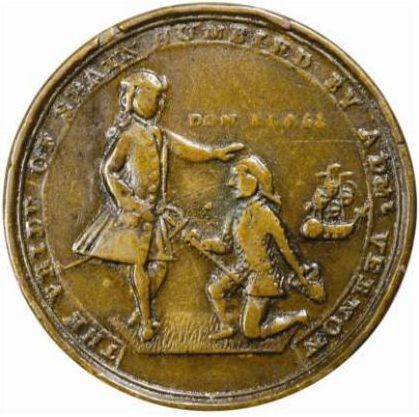 THE PRIDE OF SPAIN HUMBLED BY ADML VERNON
DON BLASS